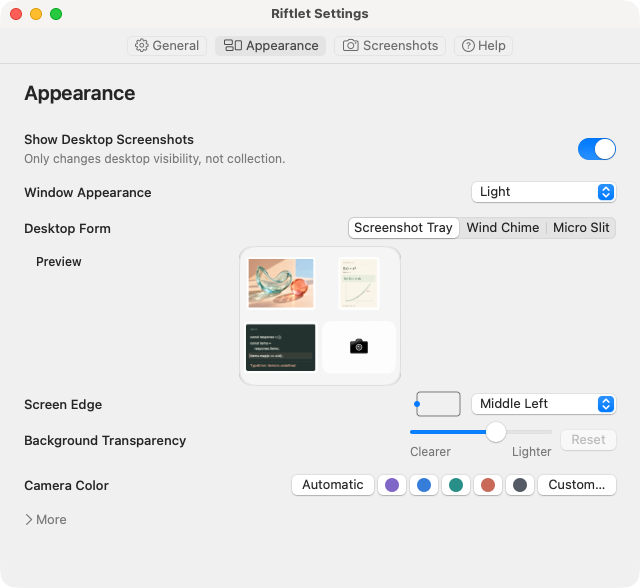 Riftlet Settings
General
Appearance
Screenshots
Help
Appearance
Show Desktop Screenshots
Only changes desktop visibility, not collection.
Window Appearance
Light
Desktop Form
Screenshot Tray
Wind Chime
Micro Slit
Preview
Screen Edge
Middle Left
Background Transparency
Clearer
Lighter
Reset
Camera Color
Automatic
Custom...
More